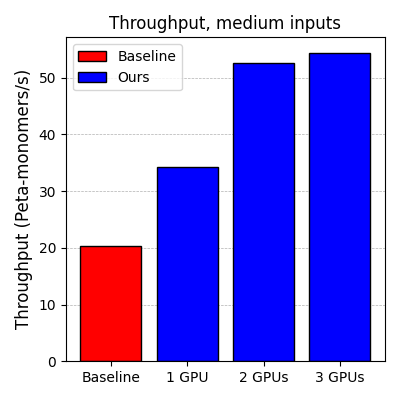 Throughput, medium inputs
Baseline
Ours
Throughput (Peta-monomers/s)
50
40
30
20
10
0
Baseline
1 GPU
2 GPUs
3 GPUs